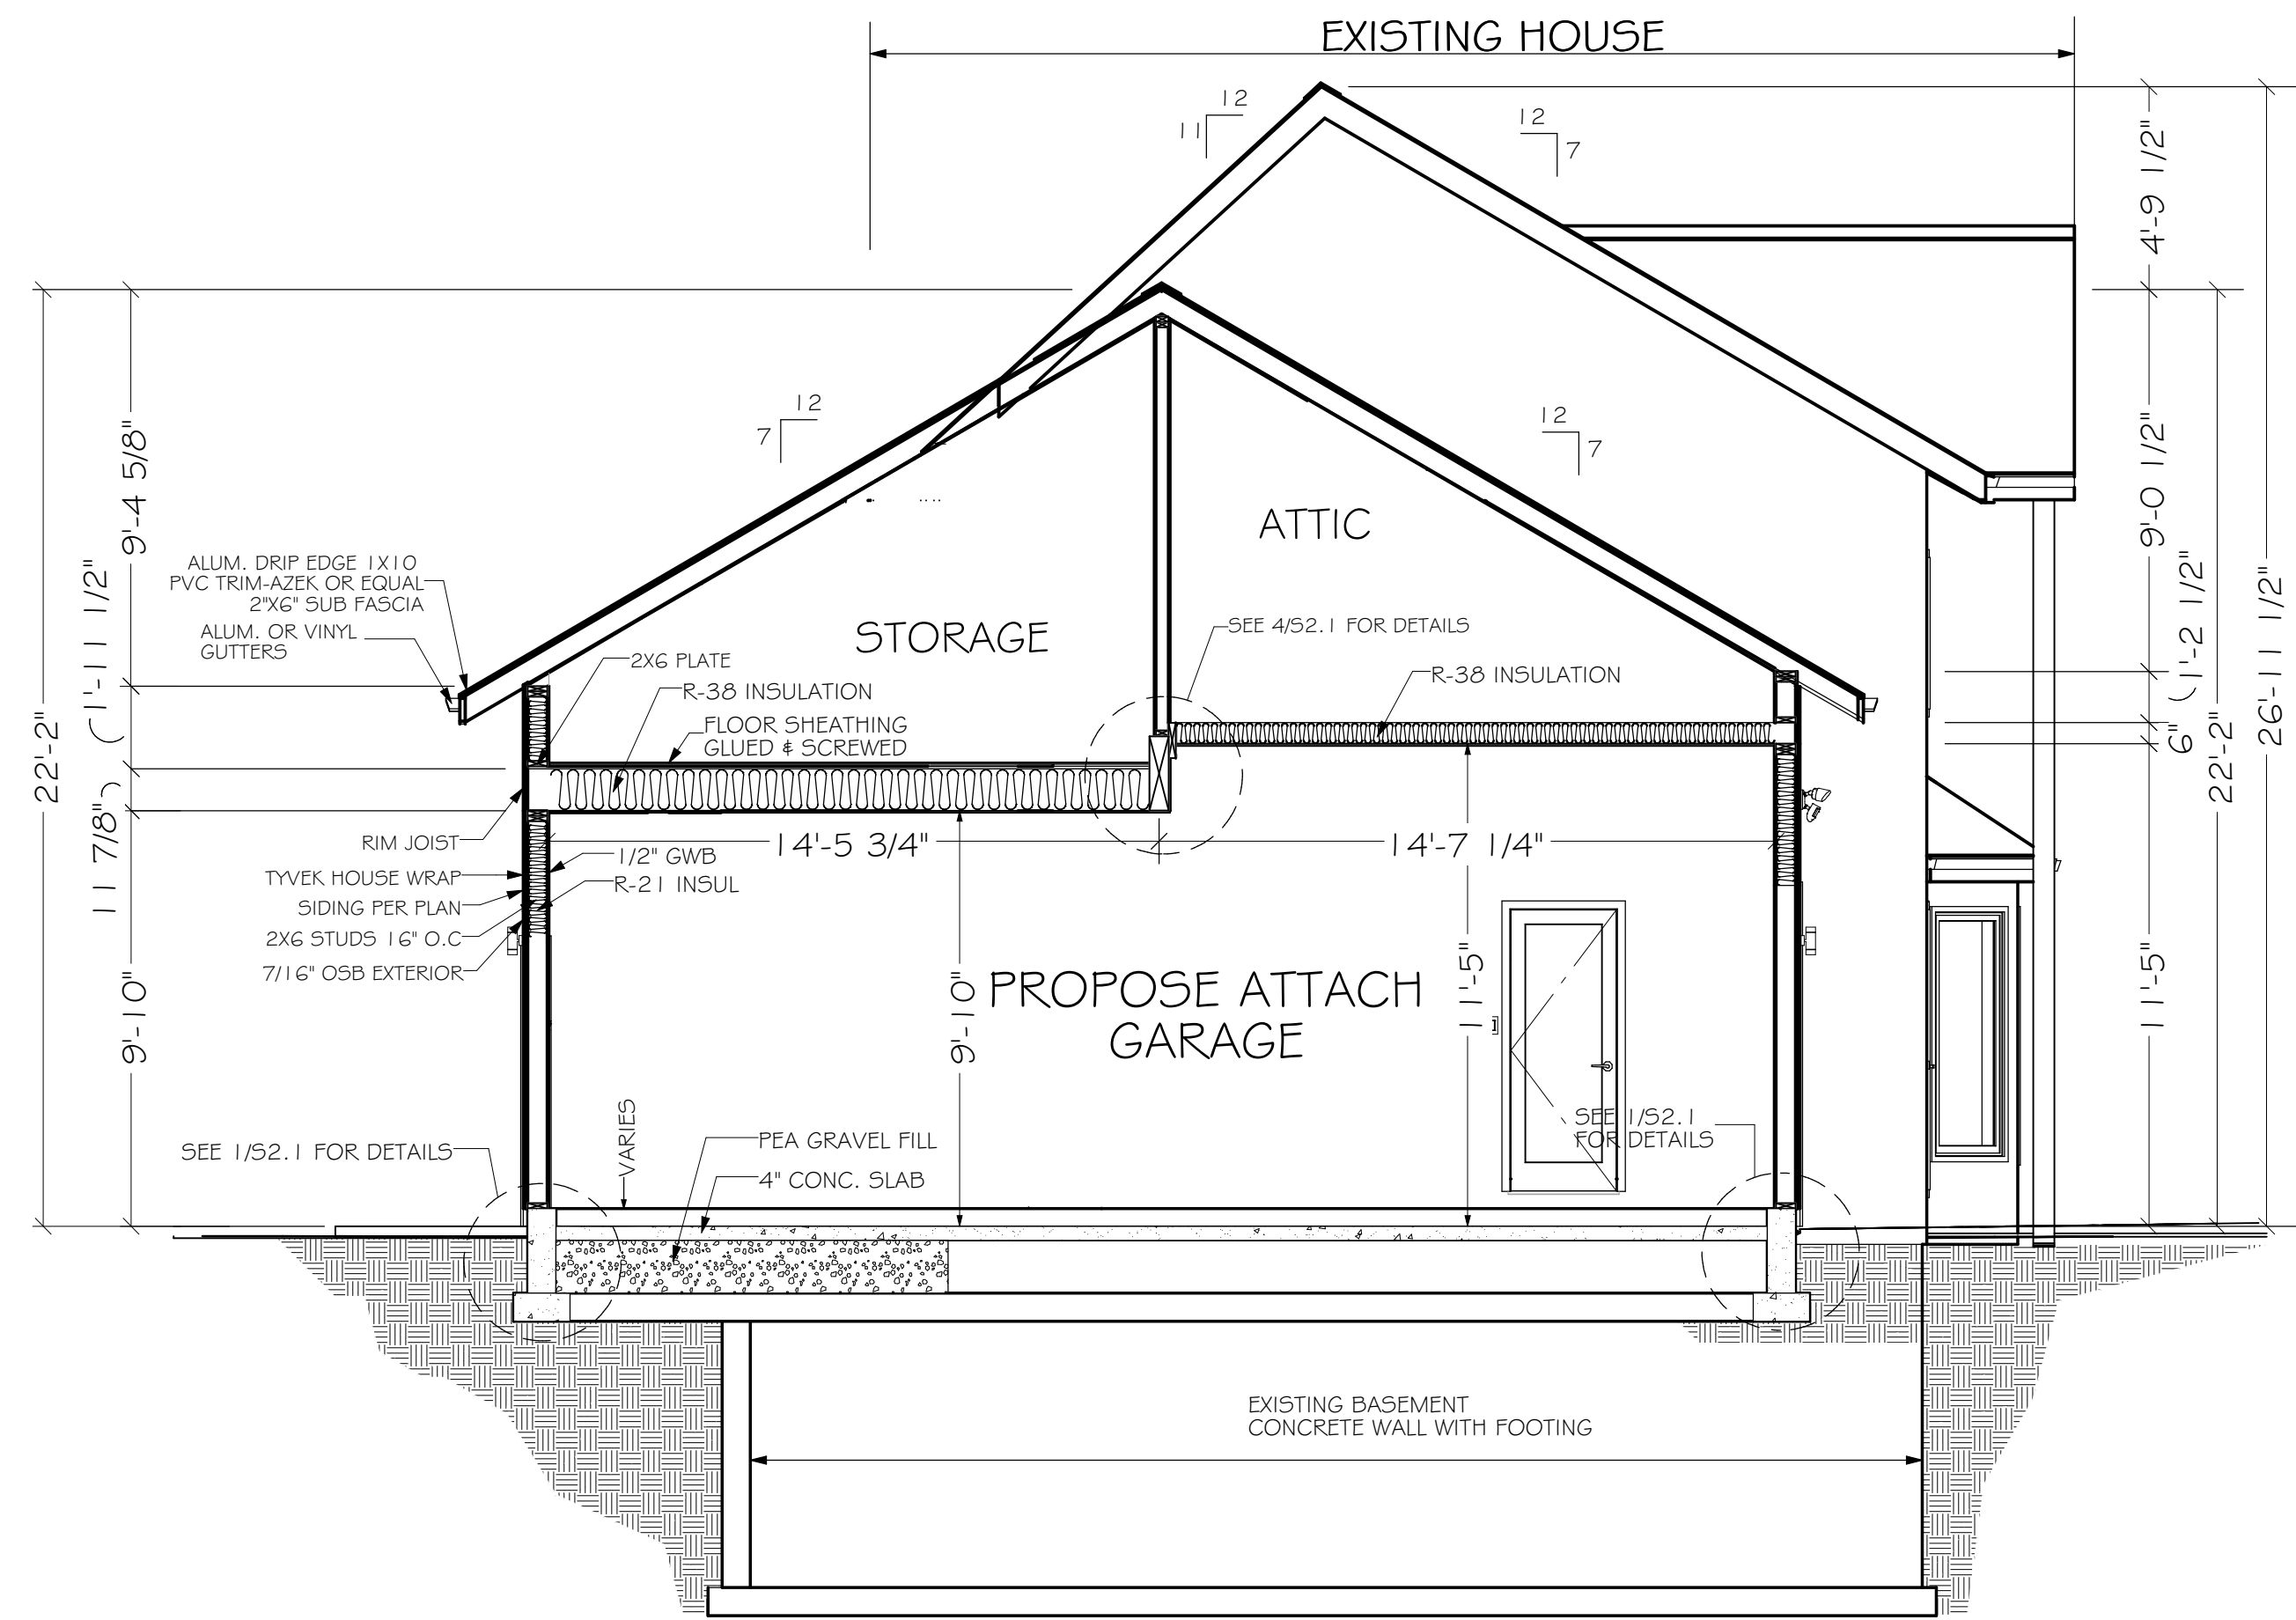 EXISTING HOUSE
12
11
12
7
4'-9 1/2"
12
7
12
7
9'-4 5/8"
9'-0 1/2"
ATTIC
STORAGE
ALUM. DRIP EDGE 1X10
PVC TRIM-AZEK OR EQUAL
2"X6" SUB FASCIA
ALUM. OR VINYL
GUTTERS
2X6 PLATE
R-38 INSULATION
FLOOR SHEATHING
GLUED & SCREWED
SEE 4/S2.1 FOR DETAILS
R-38 INSULATION
1'-11 1/2"
22'-2"
11 7/8"
1'-2 1/2"
6"
22'-2"
26'-11 1/2"
RIM JOIST
TYVEK HOUSE WRAP
SIDING PER PLAN
2X6 STUDS 16" O.C
7/16" OSB EXTERIOR
14'-5 3/4"
14'-7 1/4"
1/2" GWB
R-21 INSUL
9'-10"
9'-10"
PROPOSE ATTACH
GARAGE
11'-5"
11'-5"
SEE 1/S2.1 FOR DETAILS
VARIES
PEA GRAVEL FILL
4" CONC. SLAB
SEE 1/S2.1
FOR DETAILS
EXISTING BASEMENT
CONCRETE WALL WITH FOOTING